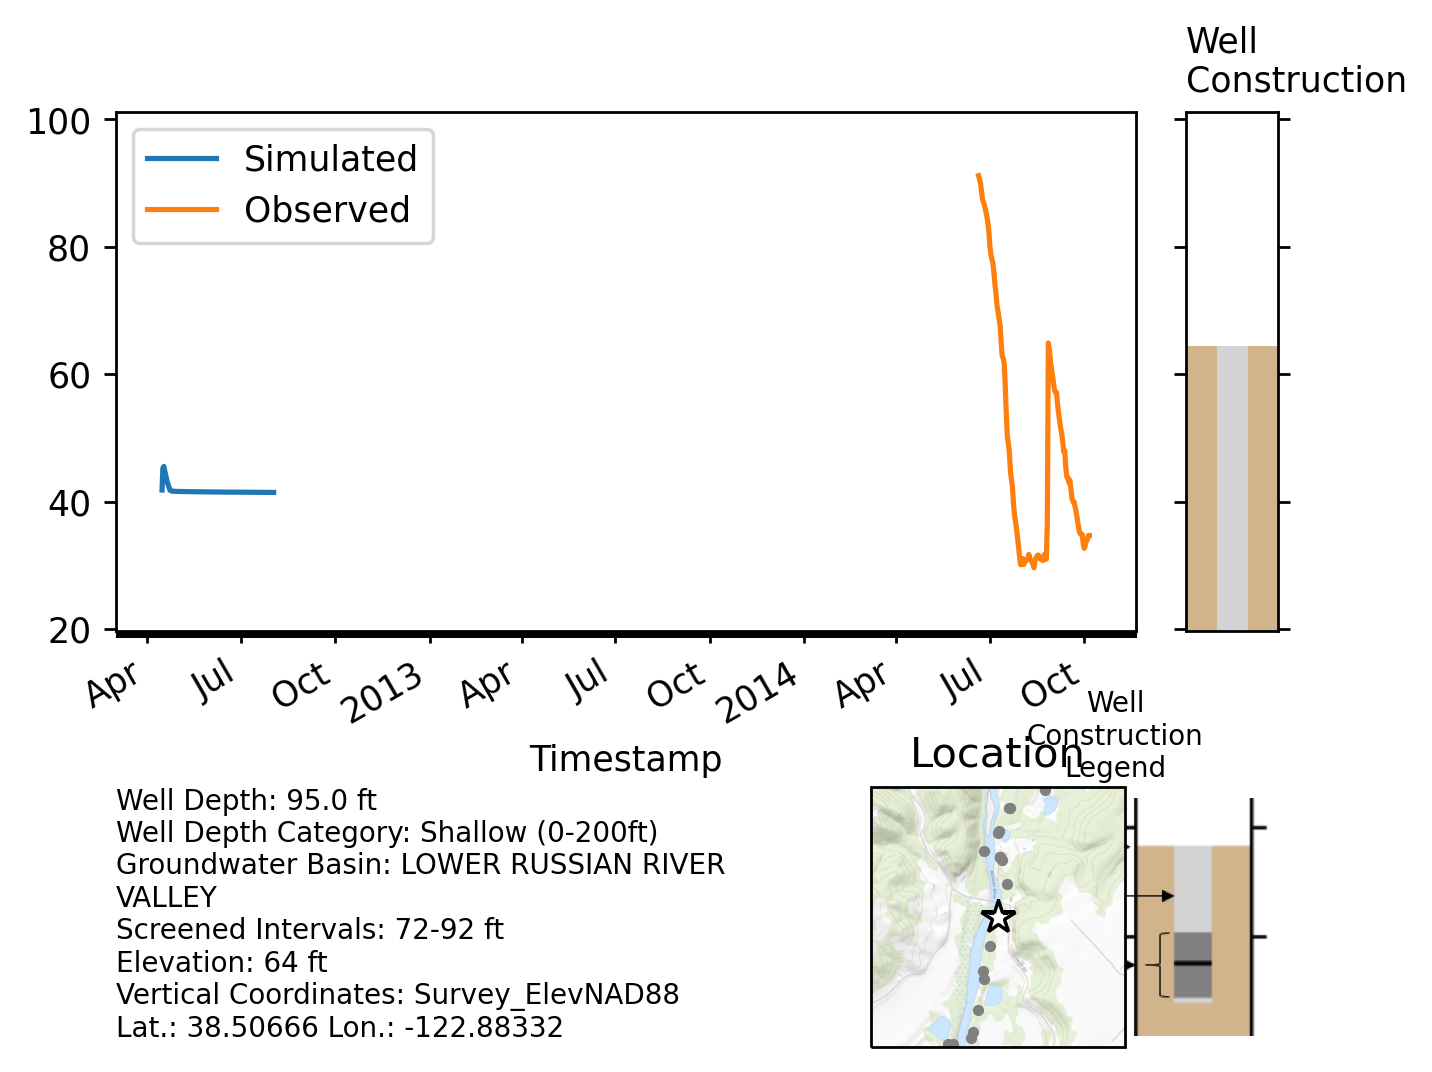 Well
Construction
100
80
60
40
20
Simulated
Observed
Apr
Jul
Oct
2013
Apr
Jul
Oct
2014
Apr
Jul
Oct
Timestamp
Well Depth: 95.0 ft
Well Depth Category: Shallow (0-200ft)
Groundwater Basin: LOWER RUSSIAN RIVER
VALLEY
Screened Intervals: 72-92 ft
Elevation: 64 ft
Vertical Coordinates: Survey_ElevNAD88
Lat.: 38.50666 Lon.: -122.88332
Location
Well
Construction
Legend